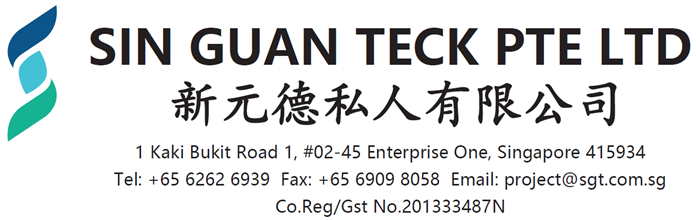 SIN GUAN TECK PTE LTD
新元德私人有限公司
1 Kaki Bukit Road 1, #02-45 Enterprise One, Singapore 415934
Tel: +65 6262 6939  Fax: +65 6909 8058  Email: project@sgt.com.sg
Co.Reg/Gst No.201333487N